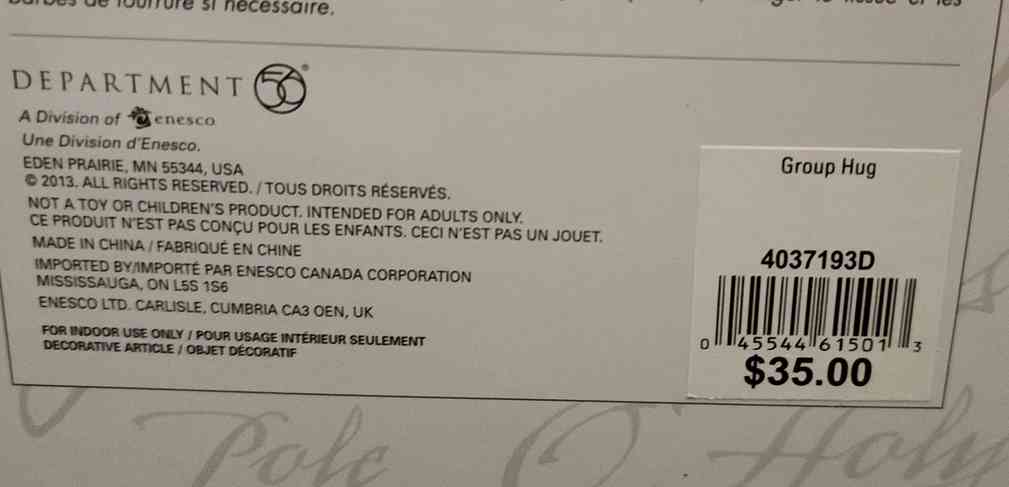 si nécessaire.
DEPARTMENT 56®
A Division of enesco
Une Division d'Enesco.
EDEN PRAIRIE, MN 55344, USA
© 2013. ALL RIGHTS RESERVED. / TOUS DROITS RÉSERVÉS.
NOT A TOY OR CHILDREN'S PRODUCT. INTENDED FOR ADULTS ONLY.
CE PRODUIT N'EST PAS CONÇU POUR LES ENFANTS. CECI N'EST PAS UN JOUET.
MADE IN CHINA / FABRIQUÉ EN CHINE
IMPORTED BY/IMPORTÉ PAR ENESCO CANADA CORPORATION
MISSISSAUGA, ON L5S 1S6
ENESCO LTD. CARLISLE, CUMBRIA CA3 OEN, UK
FOR INDOOR USE ONLY / POUR USAGE INTÉRIEUR SEULEMENT
DECORATIVE ARTICLE / OBJET DÉCORATIF
Group Hug
4037193D
0 45544 61501 3
$35.00
Pole O' Holy